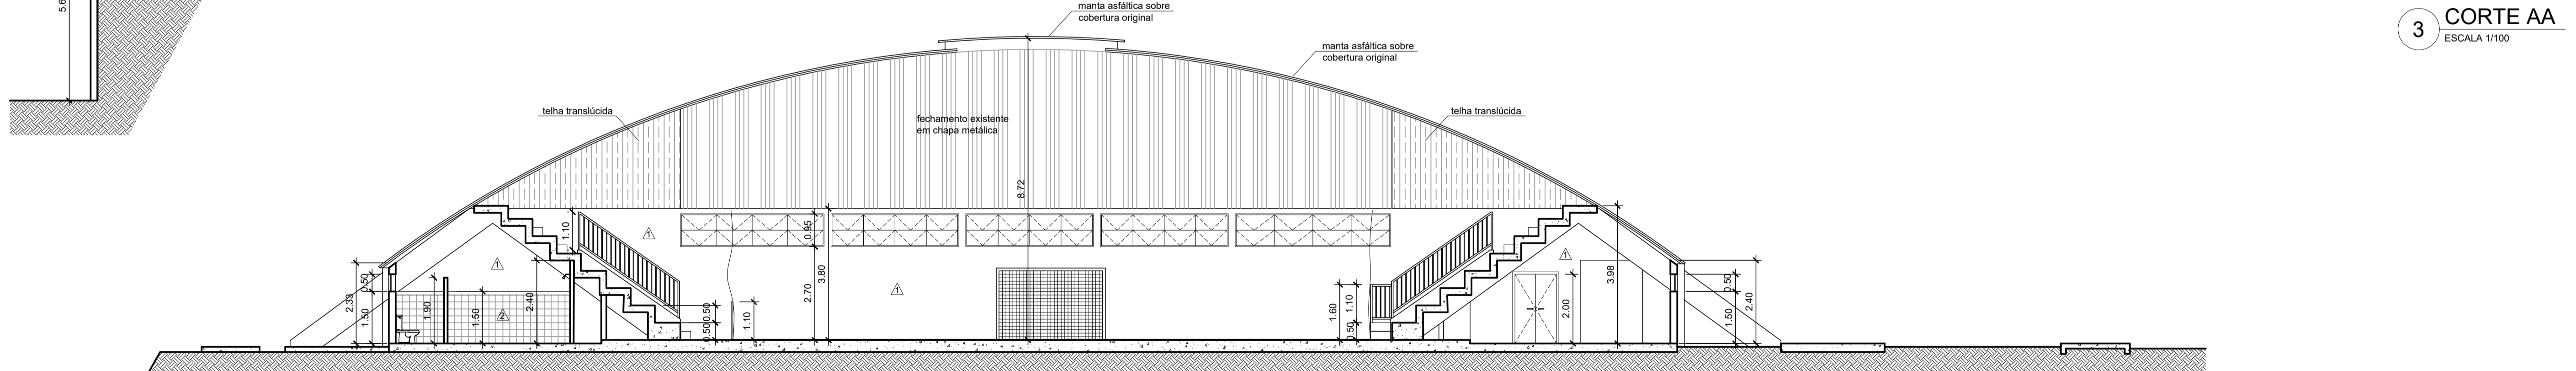 5.6
manta asfáltica sobre
cobertura original
3
CORTE AA
ESCALA 1/100
manta asfáltica sobre
cobertura original
telha translúcida
fechamento existente
em chapa metálica
telha translúcida
8.72
1.10
1
0.95
3.80
2.70
1
1
2.33
0.50
1.50
1.90
1.50
2
2.40
0.50
0.50
1.10
1.60
1.10
0.50
1
2.00
3.98
0.50
1.50
2.40